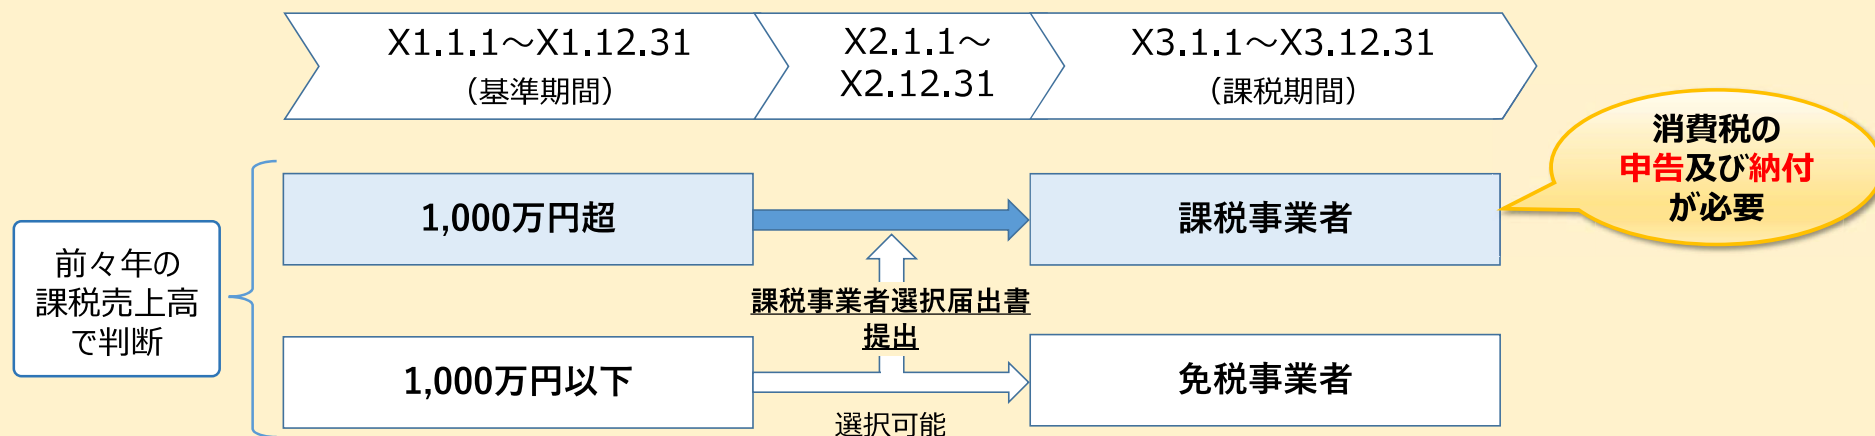 X1.1.1～X1.12.31
（基準期間）
X2.1.1～
X2.12.31
X3.1.1～X3.12.31
（課税期間）
消費税の
申告及び納付
が必要
前々年の
課税売上高
で判断
1,000万円超
課税事業者
課税事業者選択届出書
提出
1,000万円以下
免税事業者
選択可能